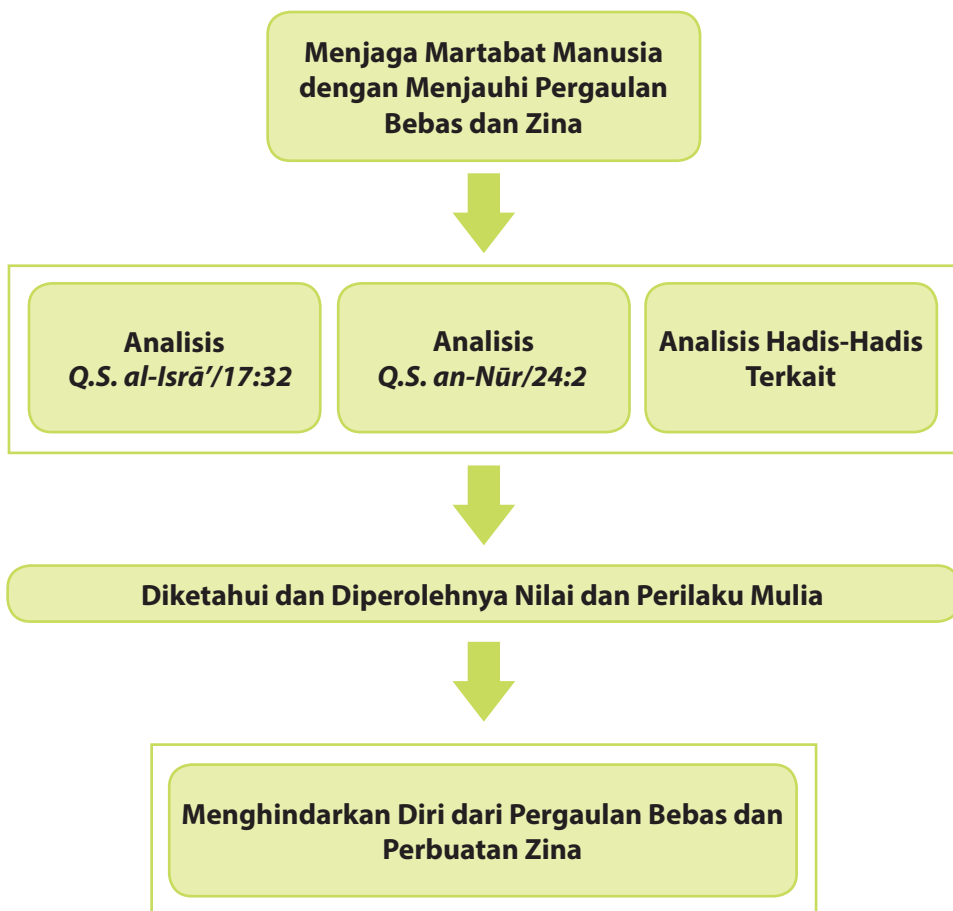 Menjaga Martabat Manusia
dengan Menjauhi Pergaulan
Bebas dan Zina
Analisis
Q.S. al-Isrā'/17:32
Analisis
Q.S. an-Nūr/24:2
Analisis Hadis-Hadis
Terkait
Diketahui dan Diperolehnya Nilai dan Perilaku Mulia
Menghindarkan Diri dari Pergaulan Bebas dan
Perbuatan Zina